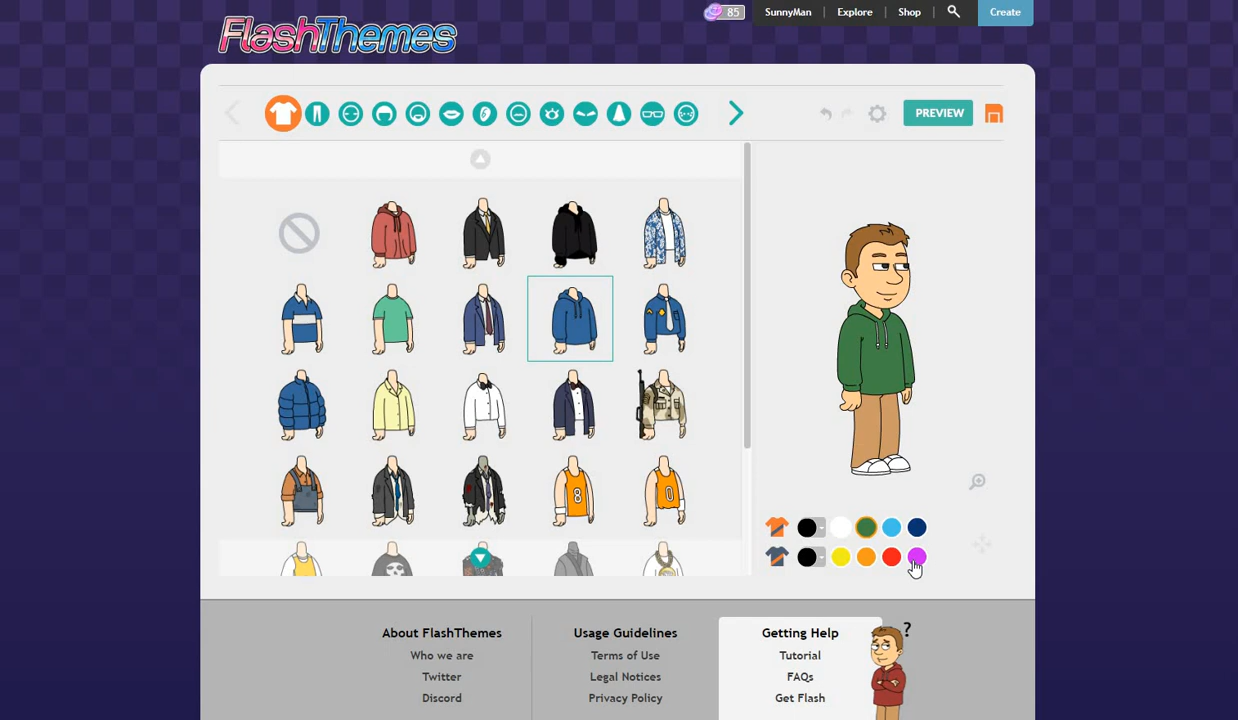 85
SunnyMan
Explore
Shop
Create
FlashThemes
PREVIEW
8
0
About FlashThemes
Usage Guidelines
Getting Help
?
Who we are
Terms of Use
Tutorial
Twitter
Legal Notices
FAQs
Discord
Privacy Policy
Get Flash